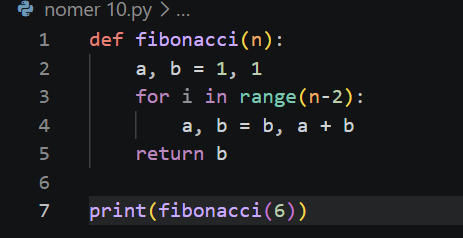 nomer 10.py > ...
1 def fibonacci(n):
2     a, b = 1, 1
3     for i in range(n-2):
4         a, b = b, a + b
5     return b
6
7 print(fibonacci(6))